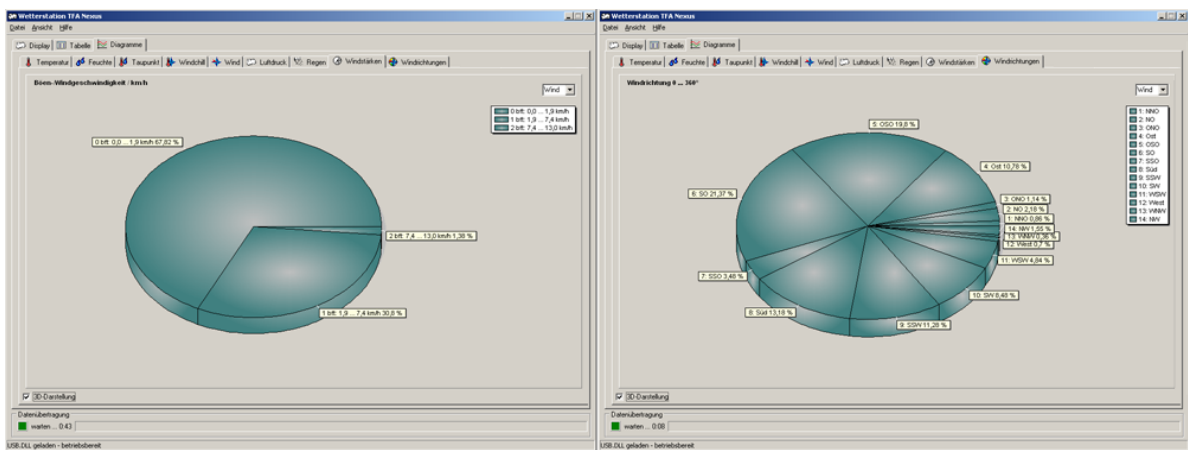 Wetterstation TFA Nexus
Datei Ansicht Hilfe
Display Tabelle Diagramme
Temperatur Feuchte Taupunkt Windchill Wind Luftdruck Regen Windstärken Windrichtungen
Böen-Windgeschwindigkeit / km/h
Wind
0 bft: 0,0 ... 1,9 km/h
1 bft: 1,9 ... 7,4 km/h
2 bft: 7,4 ... 13,0 km/h
0 bft: 0,0 ... 1,9 km/h 67,82 %
2 bft: 7,4 ... 13,0 km/h 1,38 %
1 bft: 1,9 ... 7,4 km/h 30,8 %
3D-Darstellung
Datenübertragung
warten ... 0:43
USB.DLL geladen - betriebsbereit
Wetterstation TFA Nexus
Datei Ansicht Hilfe
Display Tabelle Diagramme
Temperatur Feuchte Taupunkt Windchill Wind Luftdruck Regen Windstärken Windrichtungen
Windrichtung 0 ... 360°
Wind
1: NNO
2: NO
3: ONO
4: Ost
5: OSO
6: SO
7: SSO
8: Süd
9: SSW
10: SW
11: WSW
12: West
13: WNW
14: NW
5: OSO 19,8 %
4: Ost 10,78 %
6: SO 21,37 %
3: ONO 1,14 %
2: NO 2,18 %
1: NNO 0,86 %
14: NW 1,55 %
13: WNW 0,36 %
12: West 0,7 %
11: WSW 4,84 %
7: SSO 3,48 %
10: SW 8,48 %
8: Süd 13,18 %
9: SSW 11,28 %
3D-Darstellung
Datenübertragung
warten ... 0:08
USB.DLL geladen - betriebsbereit